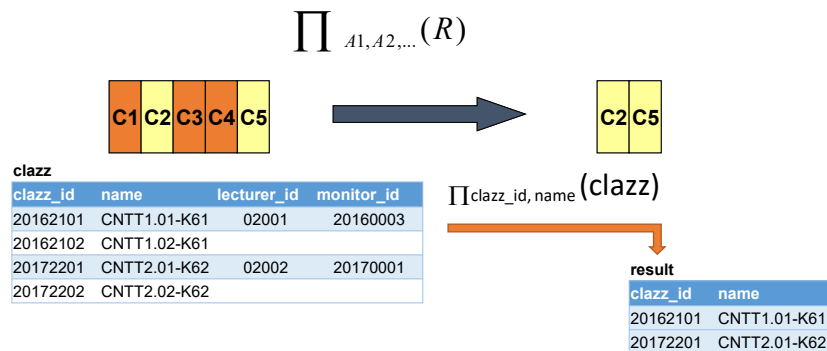 ∏ A1,A2,... (R)
C1 C2 C3 C4 C5
C2 C5
clazz
clazz_id name lecturer_id monitor_id
20162101 CNTT1.01-K61 02001 20160003
20162102 CNTT1.02-K61
20172201 CNTT2.01-K62 02002 20170001
20172202 CNTT2.02-K62
∏clazz_id, name (clazz)
result
clazz_id name
20162101 CNTT1.01-K61
20172201 CNTT2.01-K62